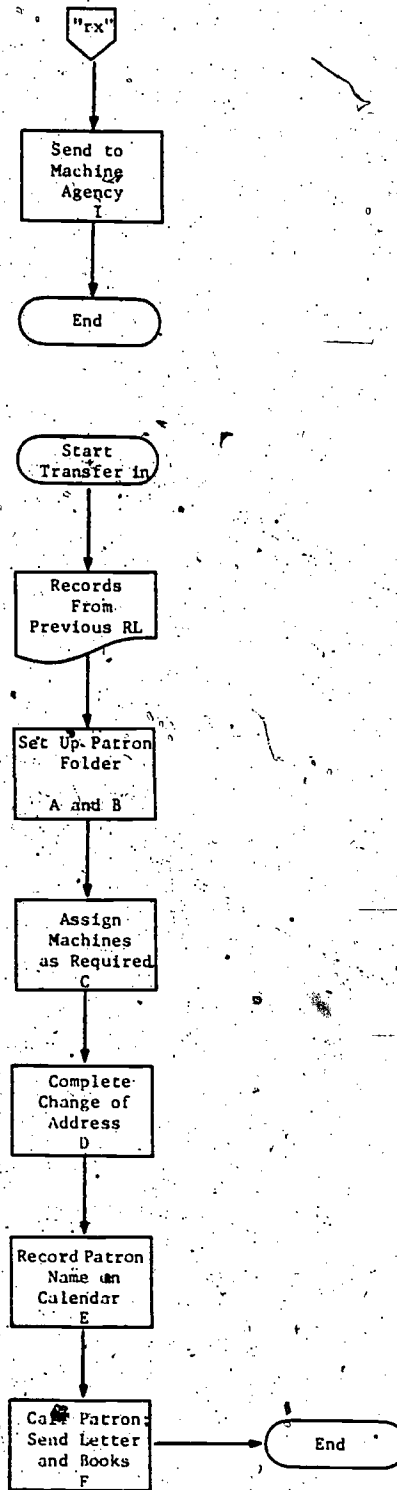 "rx"
Send to
Machine
Agency
I
End
Start
Transfer in
Records
From
Previous RL
Set Up Patron
Folder
A and B
Assign
Machines
as Required
C
Complete
Change of
Address
D
Record Patron
Name on
Calendar
E
Call Patron;
Send Letter
and Books
F
End